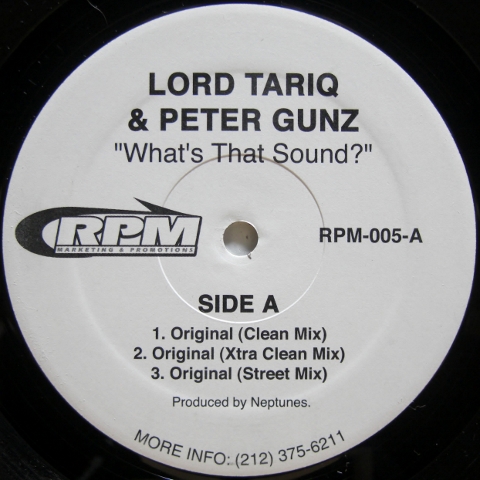 LORD TARIQ
& PETER GUNZ
"What's That Sound?"
RPM
MARKETING & PROMOTIONS
RPM-005-A
SIDE A
1. Original (Clean Mix)
2. Original (Xtra Clean Mix)
3. Original (Street Mix)
Produced by Neptunes.
MORE INFO: (212) 375-6211